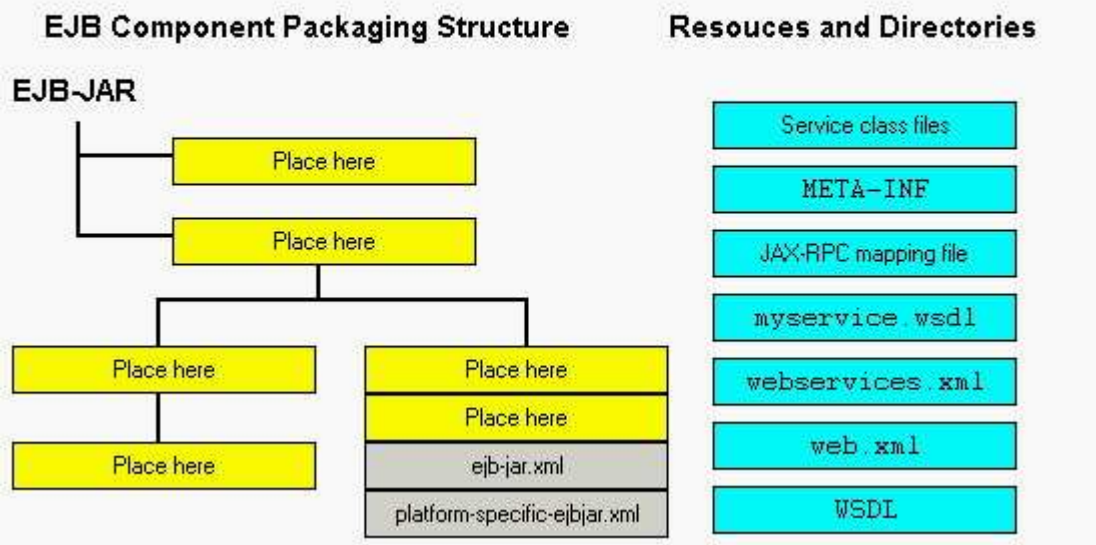 EJB Component Packaging Structure
Resouces and Directories
EJB-JAR
Place here
Place here
Place here
Place here
Place here
Place here
ejb-jar.xml
platform-specific-ejbjar.xml
Service class files
META-INF
JAX-RPC mapping file
myservice.wsdl
webservices.xml
web.xml
WSDL